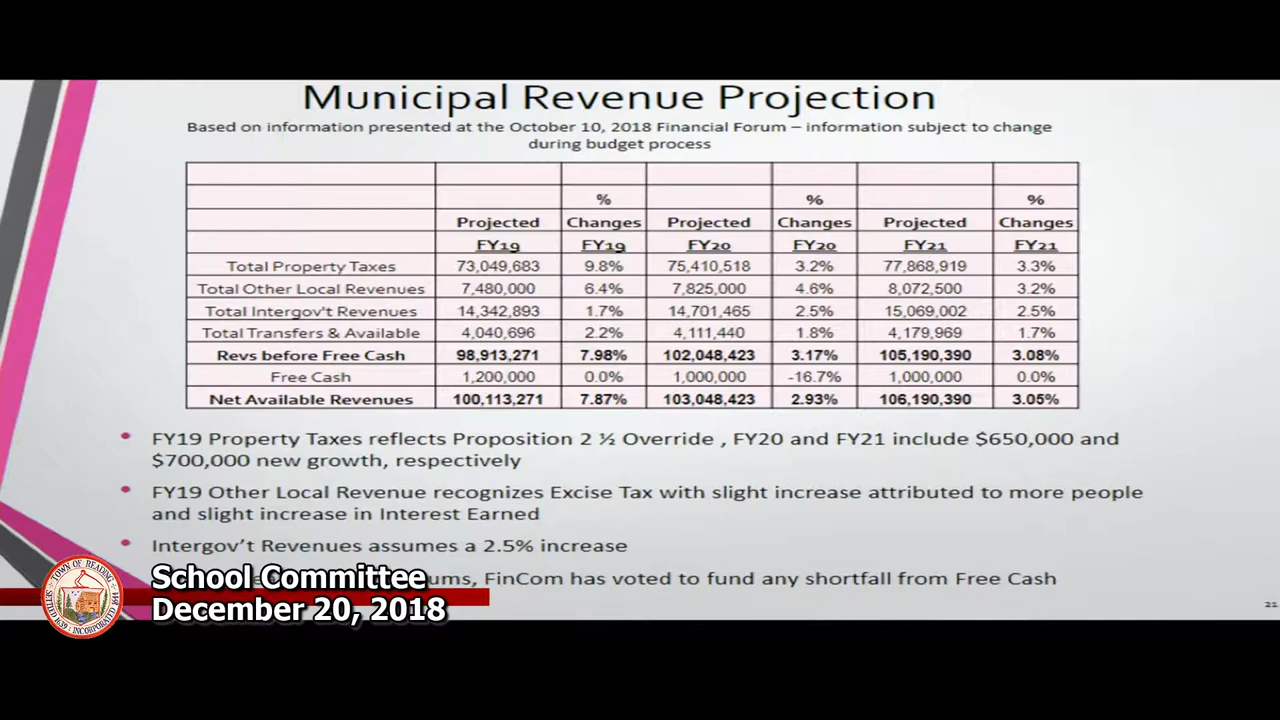 Municipal Revenue Projection
Based on information presented at the October 10, 2018 Financial Forum – information subject to change
during budget process
% % %
Projected Changes Projected Changes Projected Changes
FY19 FY19 FY20 FY20 FY21 FY21
Total Property Taxes 73,049,683 9.8% 75,410,518 3.2% 77,868,919 3.3%
Total Other Local Revenues 7,480,000 6.4% 7,825,000 4.6% 8,072,500 3.2%
Total Intergov't Revenues 14,342,893 1.7% 14,701,465 2.5% 15,069,002 2.5%
Total Transfers & Available 4,040,696 2.2% 4,111,440 1.8% 4,179,969 1.7%
Revs before Free Cash 98,913,271 7.98% 102,048,423 3.17% 105,190,390 3.08%
Free Cash 1,200,000 0.0% 1,000,000 -16.7% 1,000,000 0.0%
Net Available Revenues 100,113,271 7.87% 103,048,423 2.93% 106,190,390 3.05%
• FY19 Property Taxes reflects Proposition 2 ½ Override , FY20 and FY21 include $650,000 and
$700,000 new growth, respectively
• FY19 Other Local Revenue recognizes Excise Tax with slight increase attributed to more people
and slight increase in Interest Earned
• Intergov't Revenues assumes a 2.5% increase
FinCom has voted to fund any shortfall from Free Cash
School Committee
December 20, 2018
TOWN OF READING
SETTLED 1639 INCORPORATED 1644
21